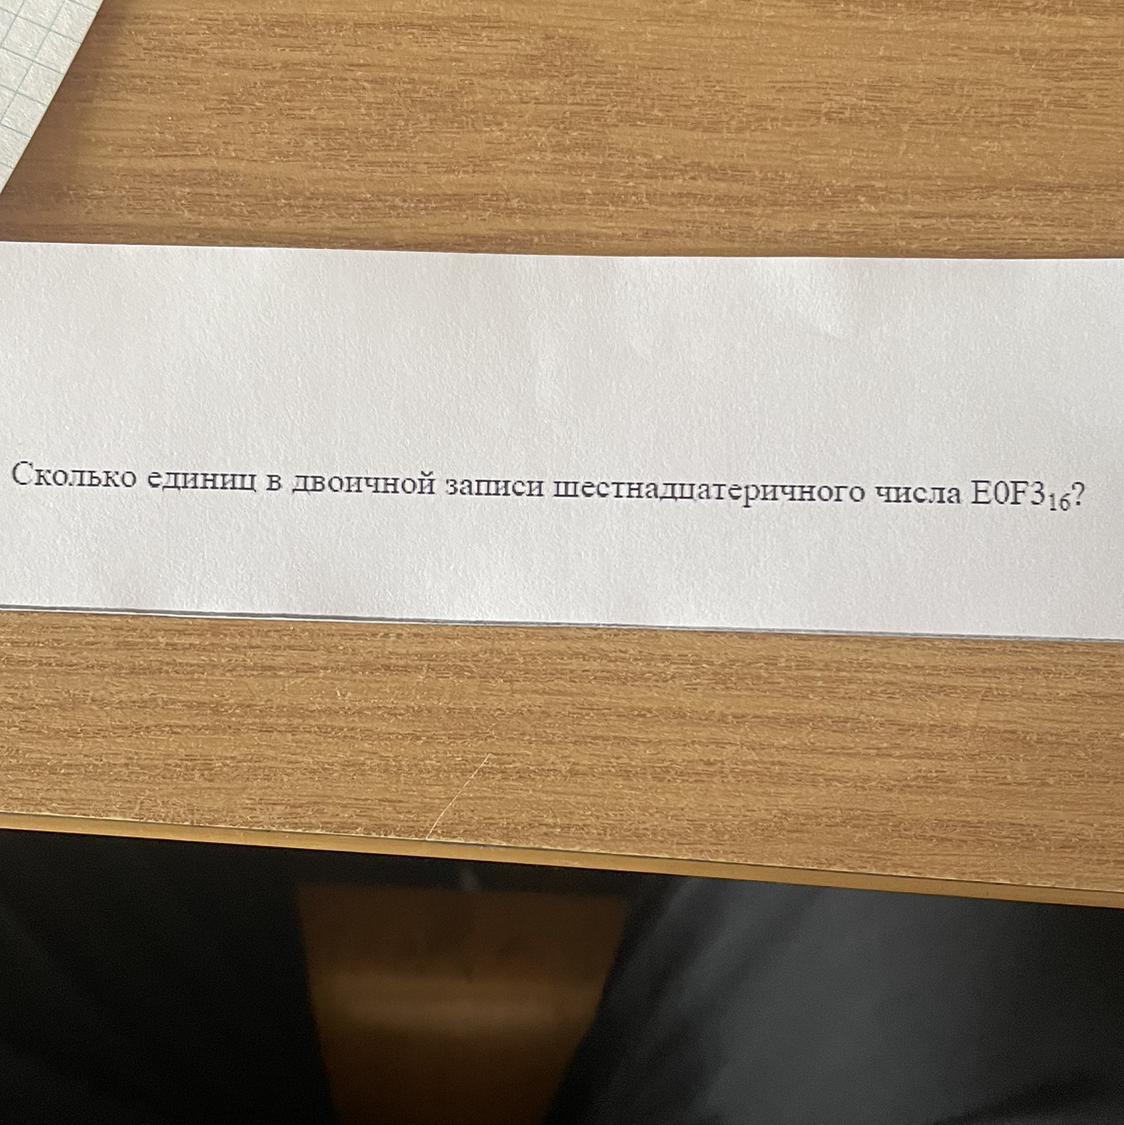 Сколько единиц в двоичной записи шестнадцатеричного числа E0F3₁₆?